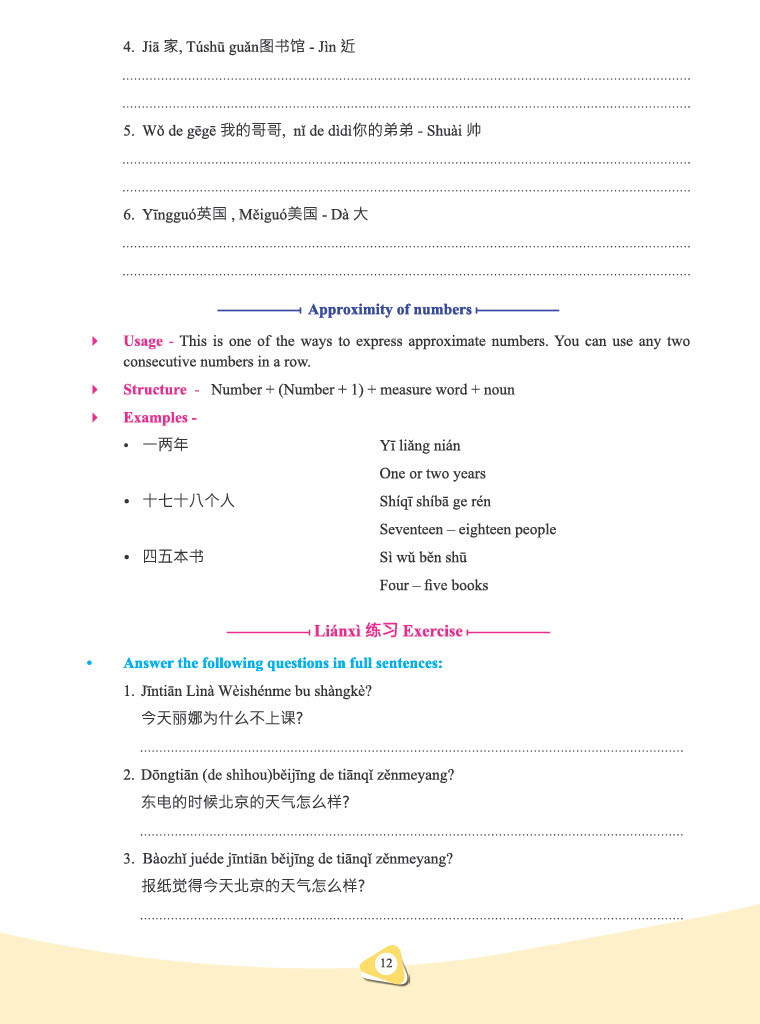 4. Jiā 家, Túshū guǎn图书馆 - Jìn 近
5. Wǒ de gēgē 我的哥哥, nǐ de dìdì你的弟弟 - Shuài 帅
6. Yīngguó英国 , Měiguó美国 - Dà 大
Approximity of numbers
Usage - This is one of the ways to express approximate numbers. You can use any two
consecutive numbers in a row.
Structure - Number + (Number + 1) + measure word + noun
Examples -
• 一两年 Yī liǎng nián
One or two years
• 十七十八个人 Shíqī shíbā ge rén
Seventeen – eighteen people
• 四五本书 Sì wǔ běn shū
Four – five books
Liánxì 练习 Exercise
• Answer the following questions in full sentences:
1. Jīntiān Lìnà Wèishénme bu shàngkè?
今天丽娜为什么不上课?
2. Dōngtiān (de shìhou)běijīng de tiānqǐ zěnmeyang?
东电的时候北京的天气怎么样?
3. Bàozhǐ juéde jīntiān běijīng de tiānqǐ zěnmeyang?
报纸觉得今天北京的天气怎么样?
12